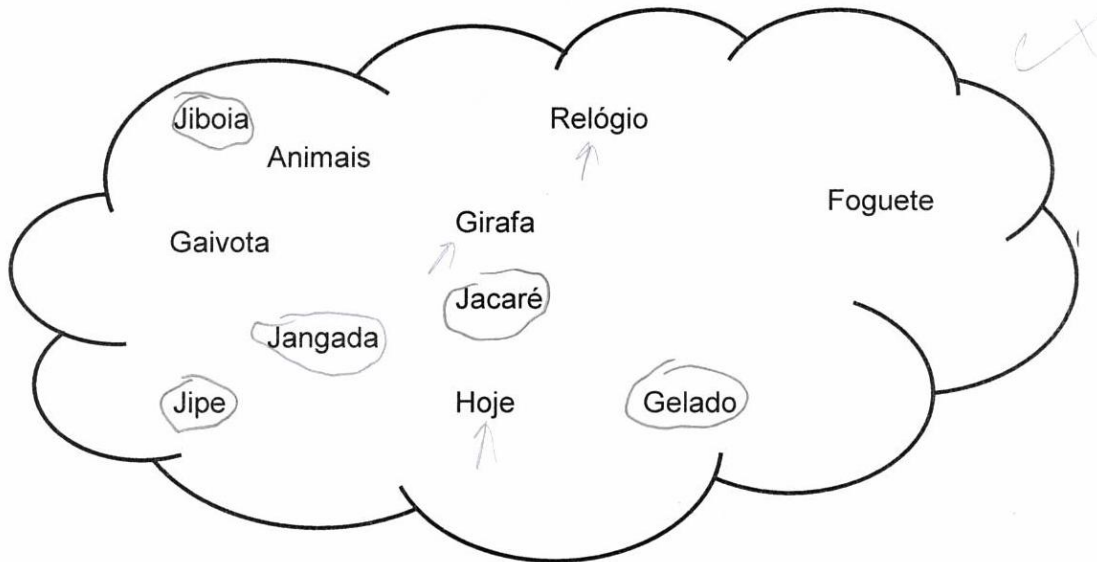 Jiboia
Relógio
Animais
Foguete
Girafa
Gaivota
Jacaré
Jangada
Jipe
Hoje
Gelado